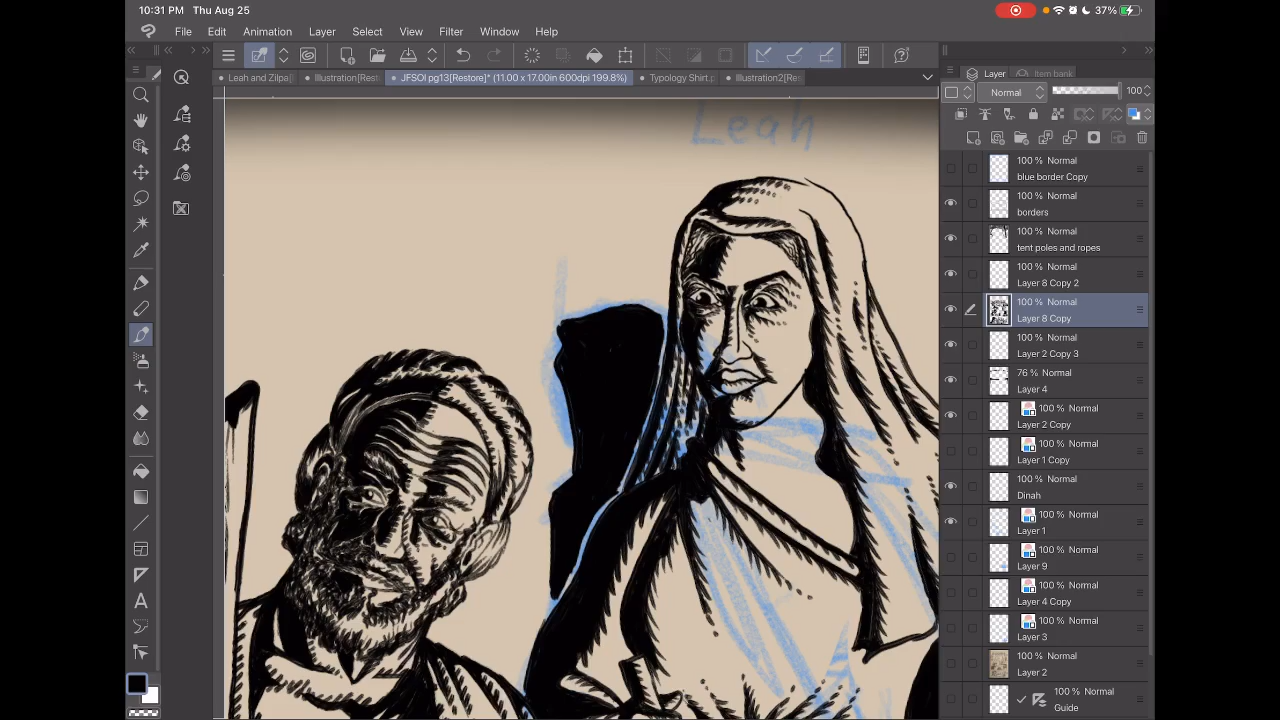 10:31 PM Thu Aug 25
37%
File Edit Animation Layer Select View Filter Window Help
Leah and Zilpa[
Illustration[Rest
JFSOI pg13[Restore]* (11.00 x 17.00in 600dpi 199.8%)
Typology Shirt.p
Illustration2[Re
Layer
Item bank
Normal
100
Leah
100 % Normal
blue border Copy
100 % Normal
borders
100 % Normal
tent poles and ropes
100 % Normal
Layer 8 Copy 2
100 % Normal
Layer 8 Copy
100 % Normal
Layer 2 Copy 3
76 % Normal
Layer 4
100 % Normal
Layer 2 Copy
100 % Normal
Layer 1 Copy
100 % Normal
Dinah
100 % Normal
Layer 1
100 % Normal
Layer 9
100 % Normal
Layer 4 Copy
100 % Normal
Layer 3
100 % Normal
Layer 2
100 % Normal
Guide